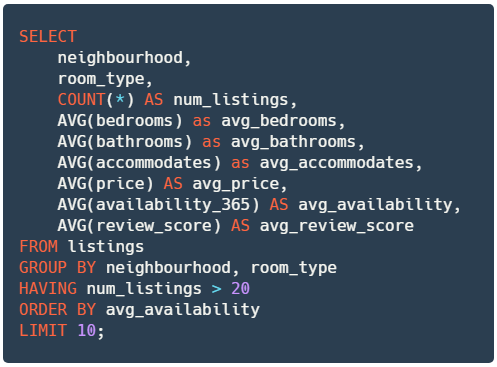 SELECT
    neighbourhood,
    room_type,
    COUNT(*) AS num_listings,
    AVG(bedrooms) as avg_bedrooms,
    AVG(bathrooms) as avg_bathrooms,
    AVG(accommodates) as avg_accommodates,
    AVG(price) AS avg_price,
    AVG(availability_365) AS avg_availability,
    AVG(review_score) AS avg_review_score
FROM listings
GROUP BY neighbourhood, room_type
HAVING num_listings > 20
ORDER BY avg_availability
LIMIT 10;